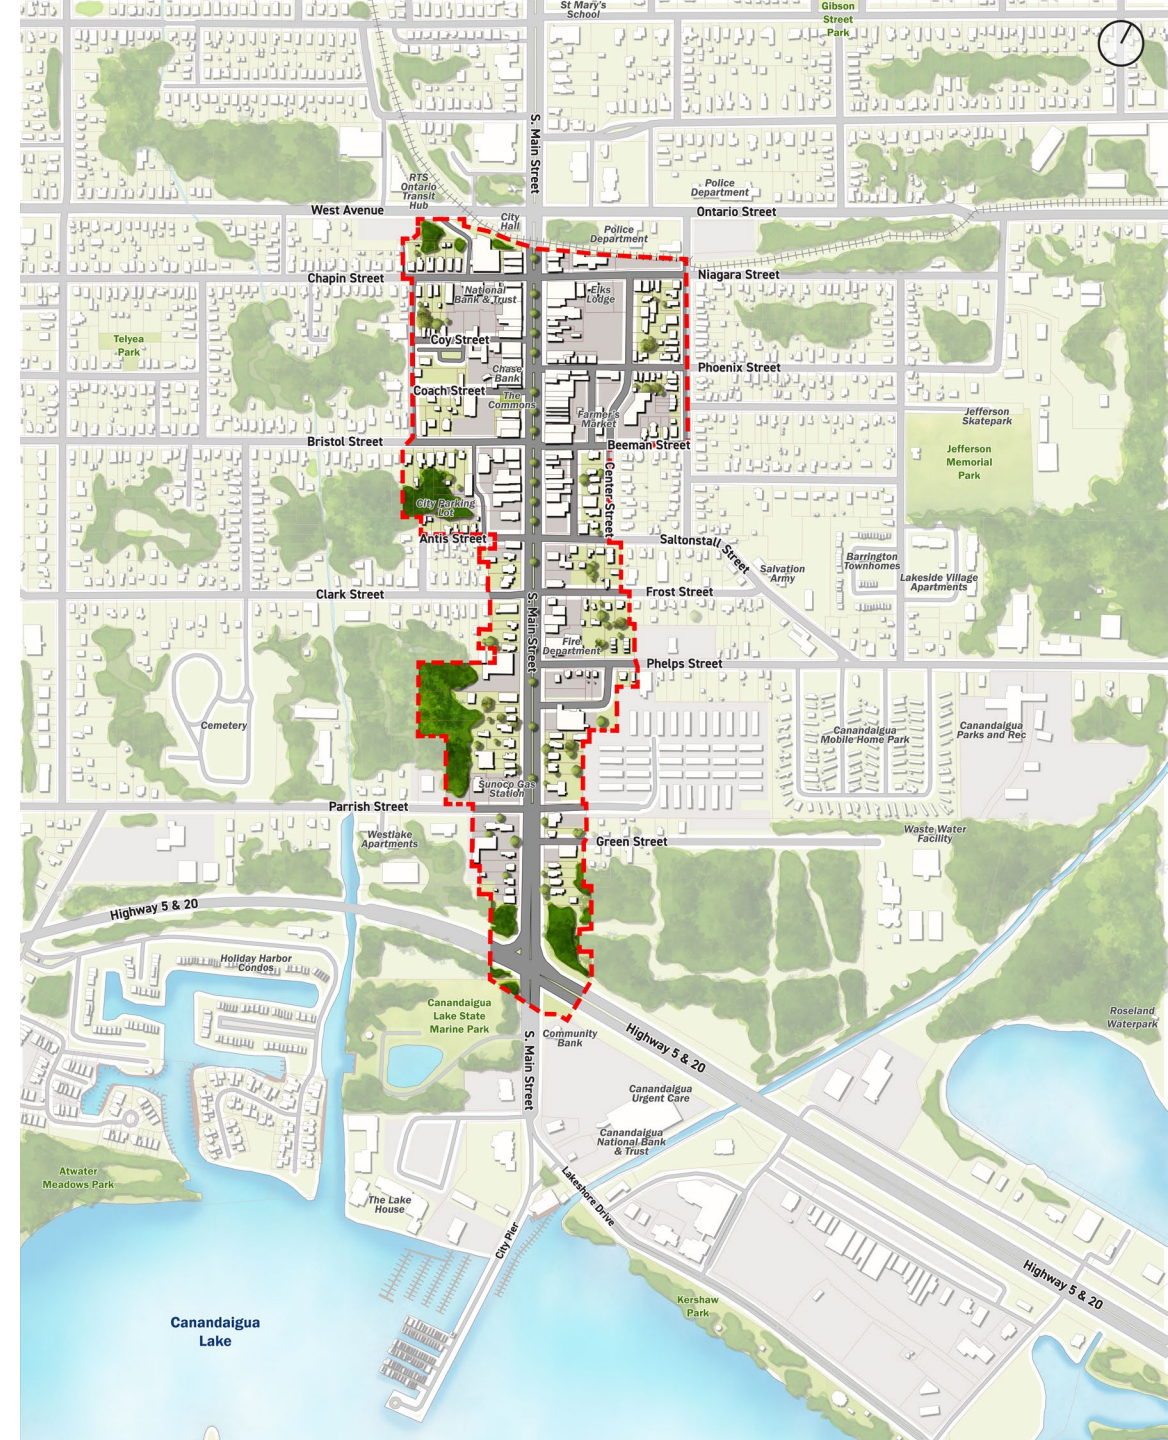 St Mary's
School
Gibson
Street
Park
S. Main Street
RTS
Ontario
Transit
Hub
Police
Department
West Avenue
City
Hall
Ontario Street
Police
Department
Chapin Street
Niagara Street
National
Bank & Trust
Elks
Lodge
Telyea
Park
Coy Street
Chase
Bank
Phoenix Street
Coach Street
The
Commons
Farmer's
Market
Jefferson
Skatepark
Bristol Street
Beeman Street
Jefferson
Memorial
Park
Center Street
City Parking
Lot
Antis Street
Saltonstall Street
Salvation
Army
Barrington
Townhomes
Lakeside Village
Apartments
Clark Street
S. Main Street
Frost Street
Fire
Department
Phelps Street
Cemetery
Canandaigua
Mobile Home Park
Canandaigua
Parks and Rec
Sunoco Gas
Station
Parrish Street
Westlake
Apartments
Green Street
Waste Water
Facility
Highway 5 & 20
Holiday Harbor
Condos
Canandaigua
Lake State
Marine Park
Roseland
Waterpark
S. Main Street
Community
Bank
Highway 5 & 20
Canandaigua
Urgent Care
Canandaigua
National Bank
& Trust
Atwater
Meadows Park
The Lake
House
Lakeshore Drive
City Pier
Highway 5 & 20
Kershaw
Park
Canandaigua
Lake